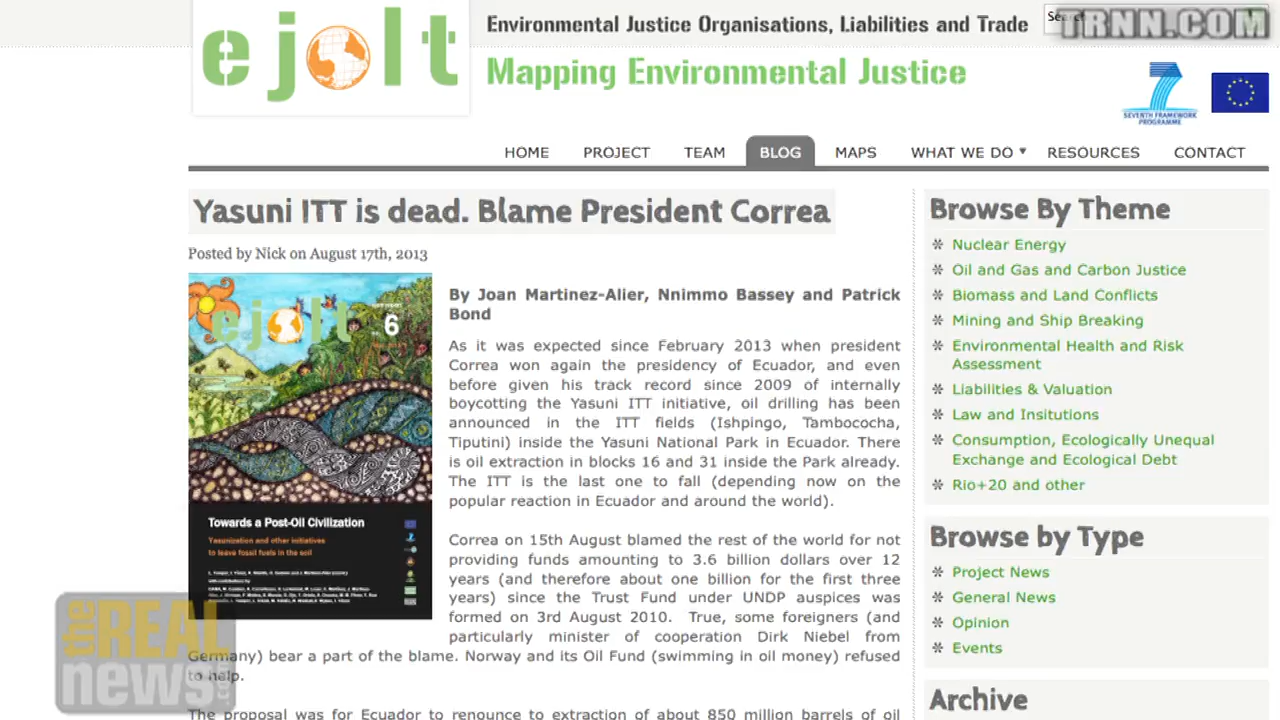 ejolt
Environmental Justice Organisations, Liabilities and Trade
Mapping Environmental Justice
TRNN.COM
SEVENTH FRAMEWORK
PROGRAMME
HOME PROJECT TEAM BLOG MAPS WHAT WE DO RESOURCES CONTACT
Yasuni ITT is dead. Blame President Correa
Posted by Nick on August 17th, 2013
ejolt
6
Towards a Post-Oil Civilization
Yasunization and other initiatives
to leave fossil fuels in the soil
By Joan Martinez-Alier, Nnimmo Bassey and Patrick
Bond
As it was expected since February 2013 when president
Correa won again the presidency of Ecuador, and even
before given his track record since 2009 of internally
boycotting the Yasuni ITT initiative, oil drilling has been
announced in the ITT fields (Ishpingo, Tambococha,
Tiputini) inside the Yasuni National Park in Ecuador. There
is oil extraction in blocks 16 and 31 inside the Park already.
The ITT is the last one to fall (depending now on the
popular reaction in Ecuador and around the world).
Correa on 15th August blamed the rest of the world for not
providing funds amounting to 3.6 billion dollars over 12
years (and therefore about one billion for the first three
years) since the Trust Fund under UNDP auspices was
formed on 3rd August 2010. True, some foreigners (and
particularly minister of cooperation Dirk Niebel from
Germany) bear a part of the blame. Norway and its Oil Fund (swimming in oil money) refused
to help.
The proposal was for Ecuador to renounce to extraction of about 850 million barrels of oil
Browse By Theme
Nuclear Energy
Oil and Gas and Carbon Justice
Biomass and Land Conflicts
Mining and Ship Breaking
Environmental Health and Risk
Assessment
Liabilities & Valuation
Law and Insitutions
Consumption, Ecologically Unequal
Exchange and Ecological Debt
Rio+20 and other
Browse by Type
Project News
General News
Opinion
Events
Archive
the REAL
news.com